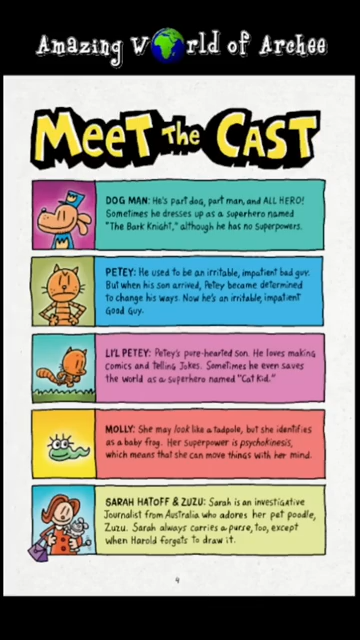 Amazing World of Archee
MEET THE CAST
DOG MAN: He's part dog, part man, and ALL HERO!
Sometimes he dresses up as a superhero named
"The Bark Knight," although he has no superpowers.
PETEY: He used to be an irritable, impatient bad guy.
But when his son arrived, Petey became determined
to change his ways. Now he's an irritable, impatient
Good Guy.
LI'L PETEY: Petey's pure-hearted son. He loves making
comics and telling Jokes. Sometimes he even saves
the world as a superhero named "Cat Kid."
MOLLY: She may look like a tadpole, but she identifies
as a baby frog. Her superpower is psychokinesis,
which means that she can move things with her mind.
SARAH HATOFF & ZUZU: Sarah is an investigative
Journalist from Australia who adores her pet poodle,
Zuzu. Sarah always carries a purse, too, except
when Harold forgets to draw it.
4